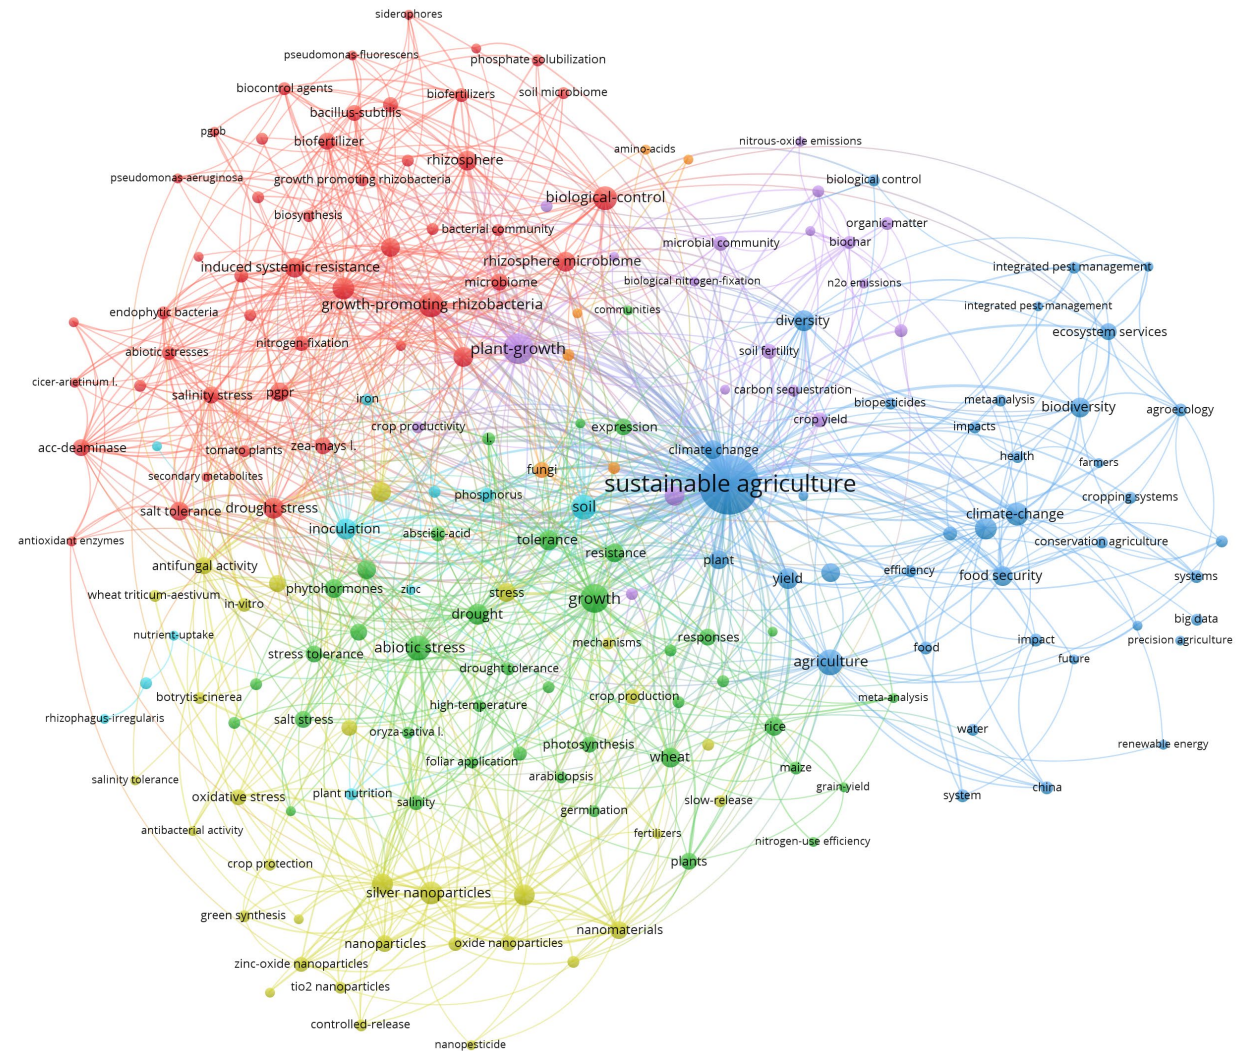 siderophores
pseudomonas-fluorescens
phosphate solubilization
biocontrol agents
biofertilizers
soil microbiome
bacillus-subtilis
pgpb
biofertilizer
amino-acids
nitrous-oxide emissions
rhizosphere
pseudomonas-aeruginosa
growth promoting rhizobacteria
biological control
biological-control
biosynthesis
organic-matter
bacterial community
microbial community
biochar
rhizosphere microbiome
induced systemic resistance
integrated pest management
microbiome
biological nitrogen-fixation
n2o emissions
growth-promoting rhizobacteria
integrated pest-management
endophytic bacteria
communities
diversity
ecosystem services
nitrogen-fixation
plant-growth
abiotic stresses
soil fertility
cicer-arietinum l.
carbon sequestration
salinity stress
pgpr
iron
biopesticides
metaanalysis
biodiversity
agroecology
crop productivity
expression
crop yield
impacts
l.
acc-deaminase
tomato plants
zea-mays l.
climate change
health
farmers
fungi
secondary metabolites
sustainable agriculture
phosphorus
cropping systems
salt tolerance
drought stress
soil
climate-change
inoculation
abscisic-acid
antioxidant enzymes
tolerance
conservation agriculture
resistance
plant
antifungal activity
efficiency
food security
systems
yield
phytohormones
zinc
stress
wheat triticum-aestivum
in-vitro
growth
drought
big data
nutrient-uptake
mechanisms
responses
impact
precision agriculture
abiotic stress
food
stress tolerance
agriculture
future
drought tolerance
botrytis-cinerea
crop production
meta-analysis
high-temperature
rhizophagus-irregularis
salt stress
rice
water
oryza-sativa l.
photosynthesis
renewable energy
wheat
foliar application
maize
arabidopsis
salinity tolerance
grain-yield
china
plant nutrition
oxidative stress
system
salinity
slow-release
germination
antibacterial activity
fertilizers
nitrogen-use efficiency
crop protection
plants
silver nanoparticles
green synthesis
nanomaterials
nanoparticles
oxide nanoparticles
zinc-oxide nanoparticles
tio2 nanoparticles
controlled-release
nanopesticide